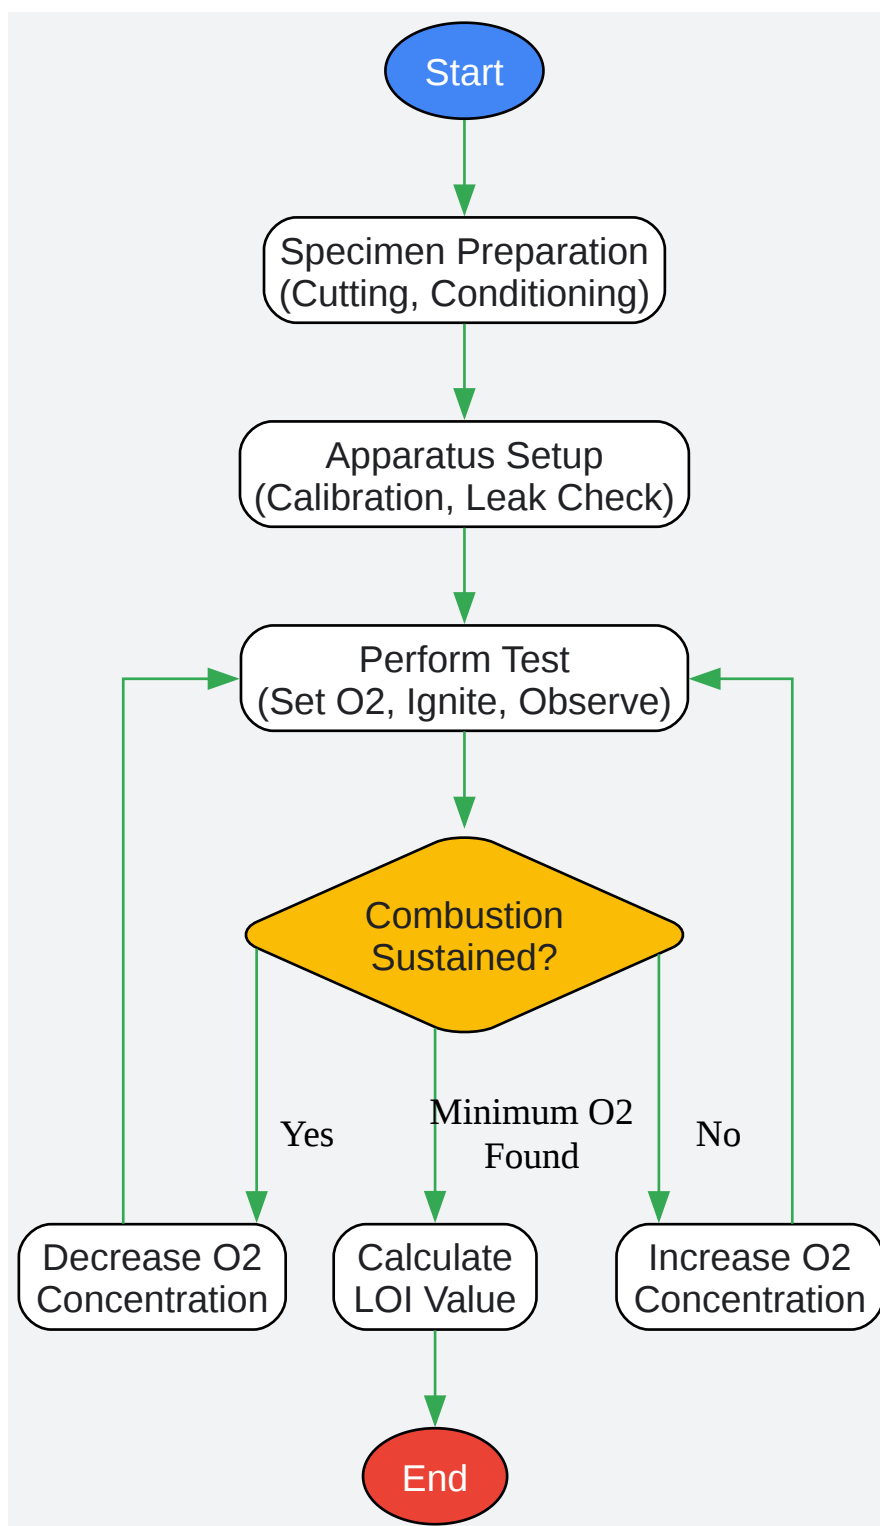 Start
Specimen Preparation
(Cutting, Conditioning)
Apparatus Setup
(Calibration, Leak Check)
Perform Test
(Set O2, Ignite, Observe)
Combustion
Sustained?
Yes
Minimum O2
Found
No
Decrease O2
Concentration
Calculate
LOI Value
Increase O2
Concentration
End